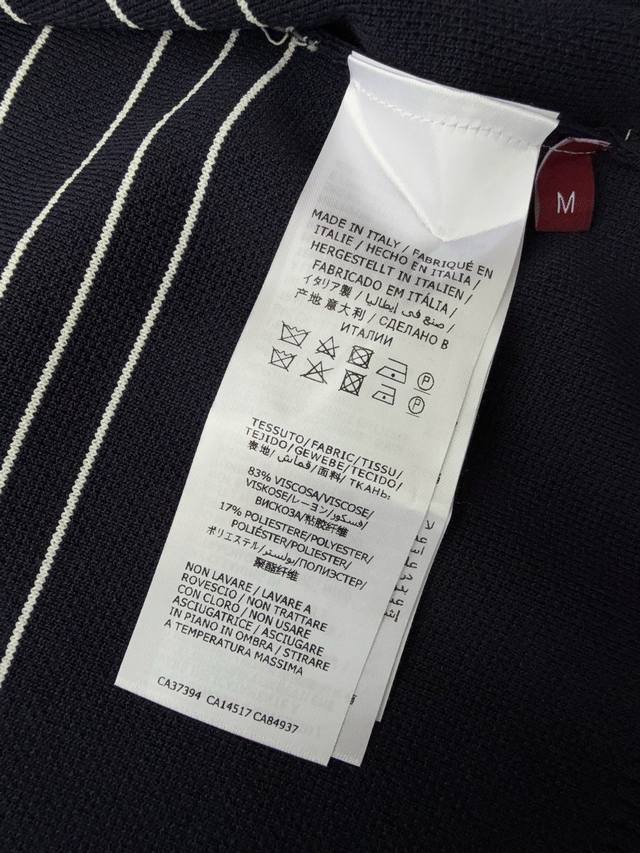 M
MADE IN ITALY / FABRIQUÉ EN
ITALIE / HECHO EN ITALIA /
HERGESTELLT IN ITALIEN /
FABRICADO EM ITÁLIA /
イタリア製 / صنع فى إيطاليا /
产地 意大利 / СДЕЛАНО В
ИТАЛИИ
TESSUTO/FABRIC/TISSU/
TEJIDO/GEWEBE/TECIDO/
表地/قماش/面料/ТКАНЬ:
83% VISCOSA/VISCOSE/
VISKOSE/レーヨン/فسكوز/
ВИСКОЗА/粘胶纤维
17% POLIESTERE/POLYESTER/
POLIÉSTER/POLIESTER/
ポリエステル/بوليستر/ПОЛИЭСТЕР/
聚酯纤维
NON LAVARE / LAVARE A
ROVESCIO / NON TRATTARE
CON CLORO / NON USARE
ASCIUGATRICE / ASCIUGARE
IN PIANO IN OMBRA / STIRARE
A TEMPERATURA MASSIMA
CA37394 CA14517 CA84937